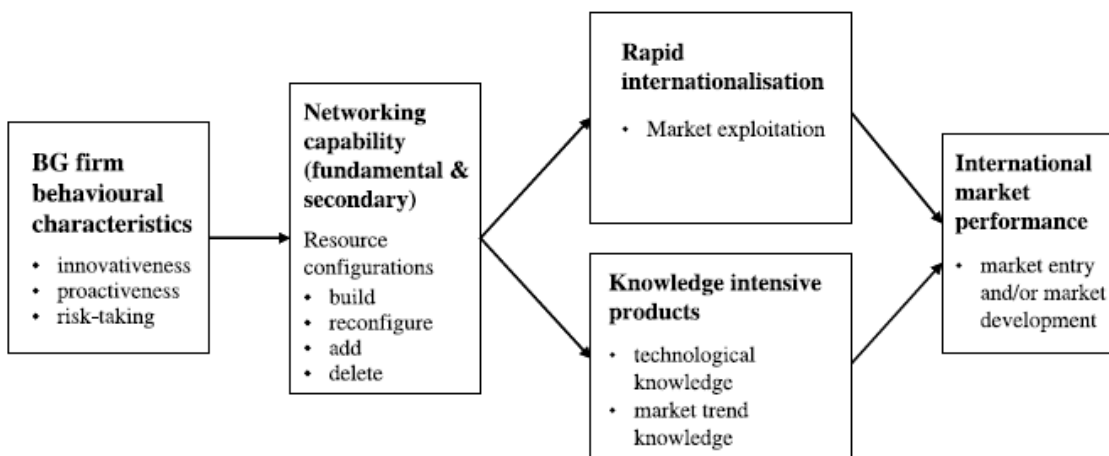 BG firm
behavioural
characteristics
• innovativeness
• proactiveness
• risk-taking
Networking
capability
(fundamental &
secondary)
Resource
configurations
• build
• reconfigure
• add
• delete
Rapid
internationalisation
• Market exploitation
Knowledge intensive
products
• technological
knowledge
• market trend
knowledge
International
market
performance
• market entry
and/or market
development